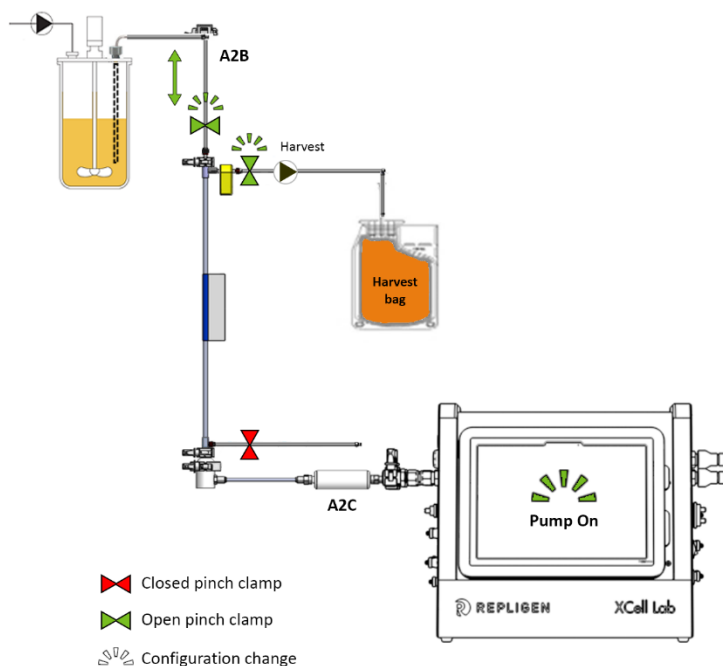 A2B
Harvest
Harvest
bag
A2C
Pump On
REPLIGEN XCell Lab
Closed pinch clamp
Open pinch clamp
Configuration change